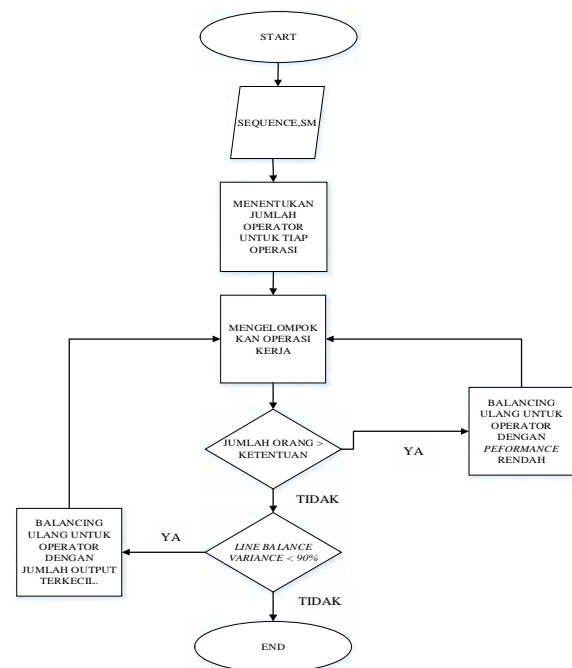 START
SEQUENCE,SM
MENENTUKAN
JUMLAH
OPERATOR
UNTUK TIAP
OPERASI
MENGELOMPOK
KAN OPERASI
KERJA
JUMLAH ORANG >
KETENTUAN
YA
BALANCING
ULANG UNTUK
OPERATOR
DENGAN
PEFORMANCE
RENDAH
TIDAK
LINE BALANCE
VARIANCE < 90%
YA
BALANCING
ULANG UNTUK
OPERATOR
DENGAN
JUMLAH OUTPUT
TERKECIL.
TIDAK
END